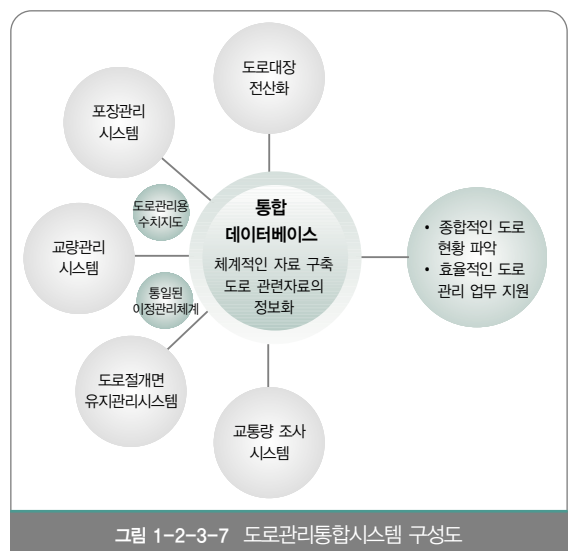 도로대장
전산화
포장관리
시스템
도로관리용
수치지도
교량관리
시스템
통일된
이정관리체계
도로절개면
유지관리시스템
교통량 조사
시스템
통합
데이터베이스
체계적인 자료 구축
도로 관련자료의
정보화
• 종합적인 도로
현황 파악
• 효율적인 도로
관리 업무 지원
그림 1-2-3-7 도로관리통합시스템 구성도